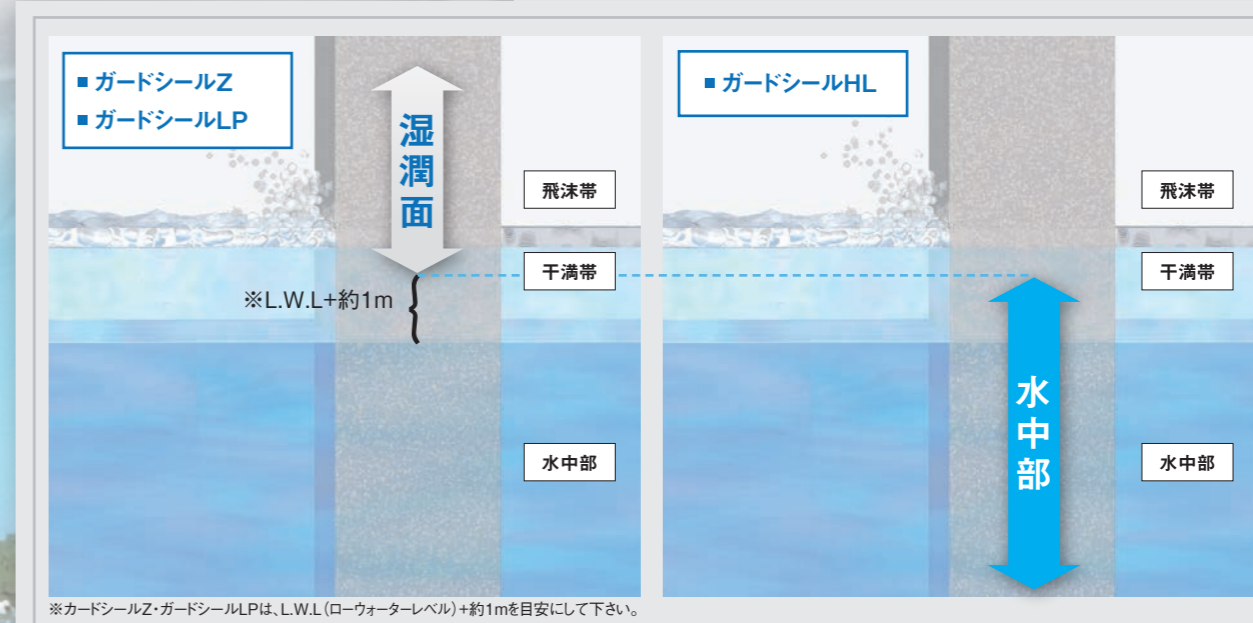 ■ ガードシールZ
■ ガードシールLP
湿潤面
飛沫帯
干満帯
※L.W.L+約1m
水中部
■ ガードシールHL
飛沫帯
干満帯
水中部
水中部
※カードシールZ・ガードシールLPは、L.W.L（ローウォーターレベル）+約1mを目安にして下さい。